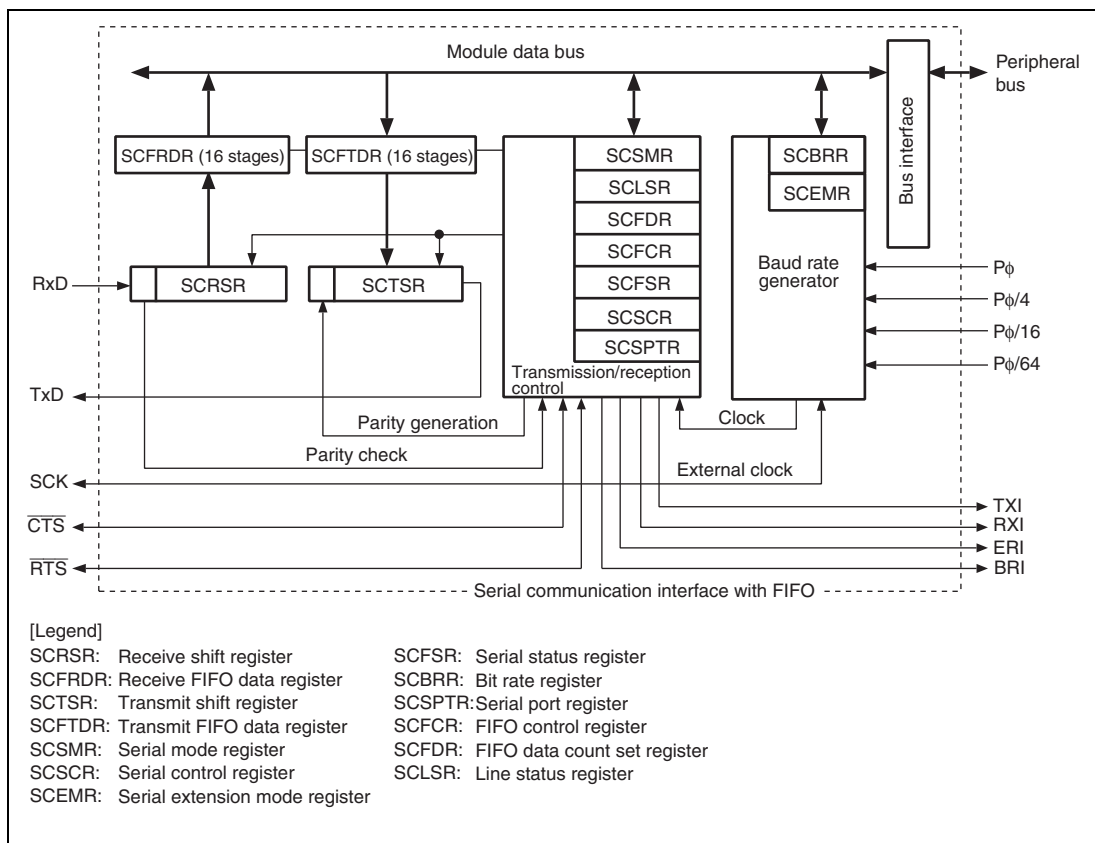 Module data bus
Peripheral
bus
Bus interface
SCFRDR (16 stages)
SCFTDR (16 stages)
SCSMR
SCLSR
SCFDR
SCFCR
SCFSR
SCSCR
SCSPTR
Transmission/reception
control
SCBRR
SCEMR
Baud rate
generator
RxD
SCRSR
SCTSR
Pϕ
Pϕ/4
Pϕ/16
Pϕ/64
TxD
Parity generation
Clock
Parity check
SCK
External clock
CTS
RTS
TXI
RXI
ERI
BRI
Serial communication interface with FIFO
[Legend]
SCRSR: Receive shift register
SCFRDR: Receive FIFO data register
SCTSR: Transmit shift register
SCFTDR: Transmit FIFO data register
SCSMR: Serial mode register
SCSCR: Serial control register
SCEMR: Serial extension mode register
SCFSR: Serial status register
SCBRR: Bit rate register
SCSPTR: Serial port register
SCFCR: FIFO control register
SCFDR: FIFO data count set register
SCLSR: Line status register